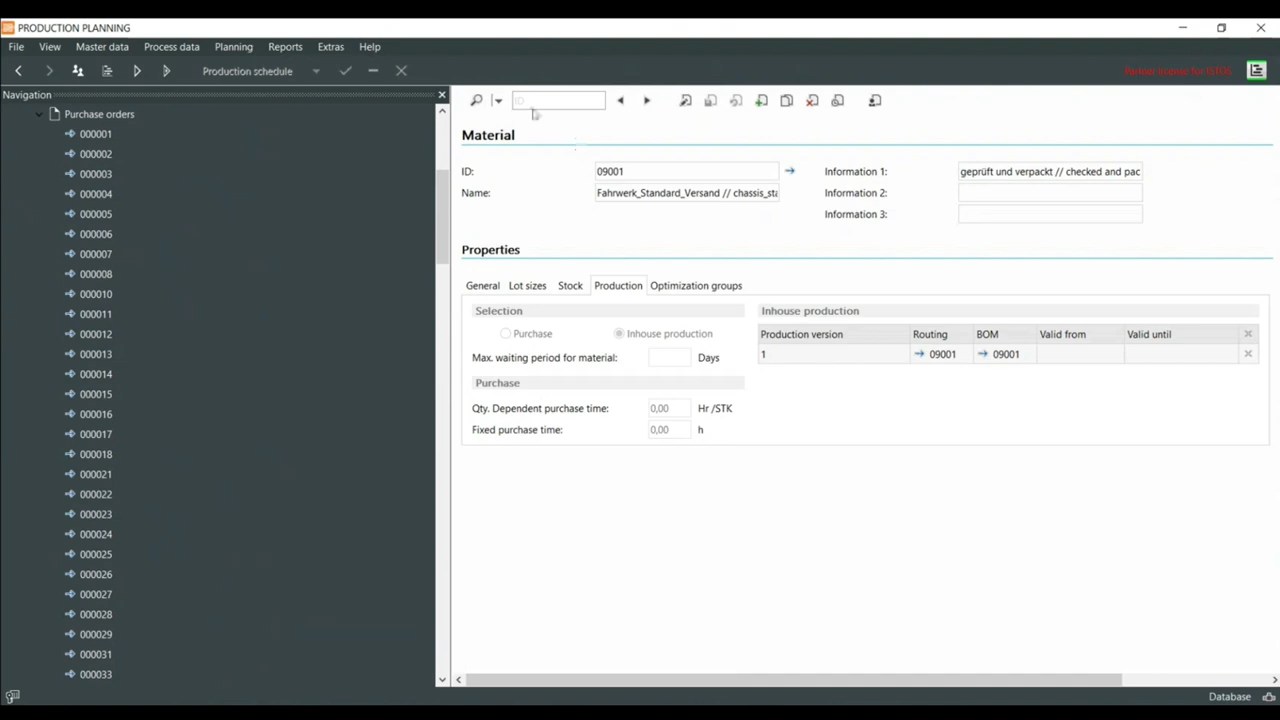 PRODUCTION PLANNING
File View Master data Process data Planning Reports Extras Help
Production schedule
Partner licence for ISTOS
Navigation
Purchase orders
000001
000002
000003
000004
000005
000006
000007
000008
000010
000011
000012
000013
000014
000015
000016
000017
000018
000021
000022
000023
000024
000025
000026
000027
000028
000029
000031
000033
ID
Material
ID: 09001 Information 1: geprüft und verpackt // checked and pac
Name: Fahrwerk_Standard_Versand // chassis_sta Information 2:
Information 3:
Properties
General Lot sizes Stock Production Optimization groups
Selection
Purchase Inhouse production
Max. waiting period for material: Days
Purchase
Qty. Dependent purchase time: 0,00 Hr /STK
Fixed purchase time: 0,00 h
Inhouse production
Production version Routing BOM Valid from Valid until
1 09001 09001
Database